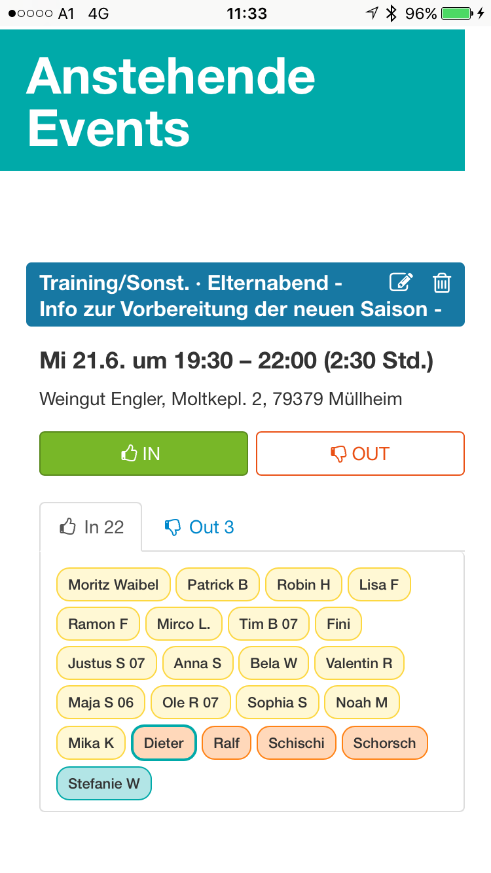 A1 4G 11:33 96%
Anstehende
Events
Training/Sonst. · Elternabend -
Info zur Vorbereitung der neuen Saison -
Mi 21.6. um 19:30 – 22:00 (2:30 Std.)
Weingut Engler, Moltkepl. 2, 79379 Müllheim
IN OUT
In 22 Out 3
Moritz Waibel Patrick B Robin H Lisa F
Ramon F Mirco L. Tim B 07 Fini
Justus S 07 Anna S Bela W Valentin R
Maja S 06 Ole R 07 Sophia S Noah M
Mika K Dieter Ralf Schischi Schorsch
Stefanie W